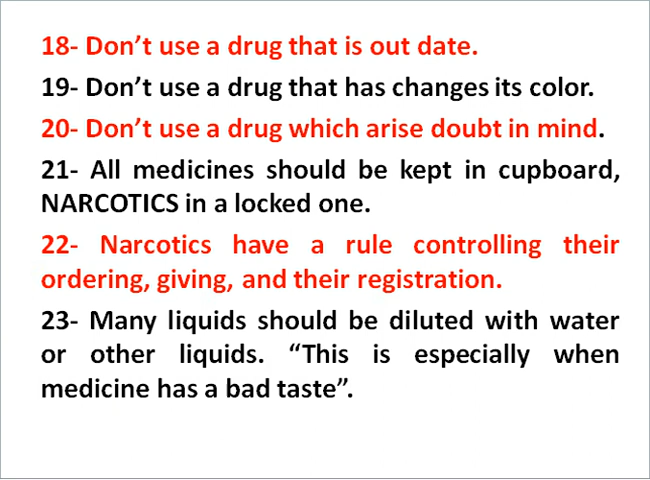 18- Don’t use a drug that is out date.
19- Don’t use a drug that has changes its color.
20- Don’t use a drug which arise doubt in mind.
21- All medicines should be kept in cupboard,
NARCOTICS in a locked one.
22- Narcotics have a rule controlling their
ordering, giving, and their registration.
23- Many liquids should be diluted with water
or other liquids. “This is especially when
medicine has a bad taste”.